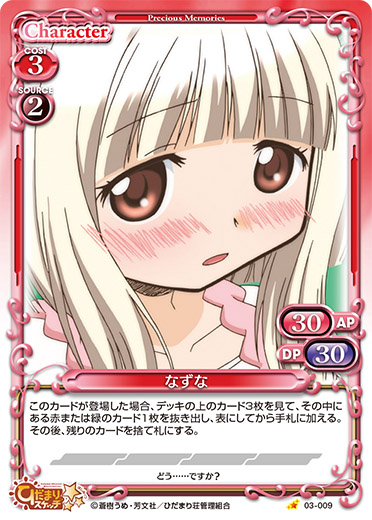 Precious Memories
Character
COST
3
SOURCE
2
30 AP
DP 30
なずな
このカードが登場した場合、デッキの上のカード3枚を見て、その中に
ある赤または緑のカード1枚を抜き出し、表にしてから手札に加える。
その後、残りのカードを捨て札にする。
どう……ですか？
ひだまりスケッチ
©蒼樹うめ・芳文社／ひだまり荘管理組合
03-009